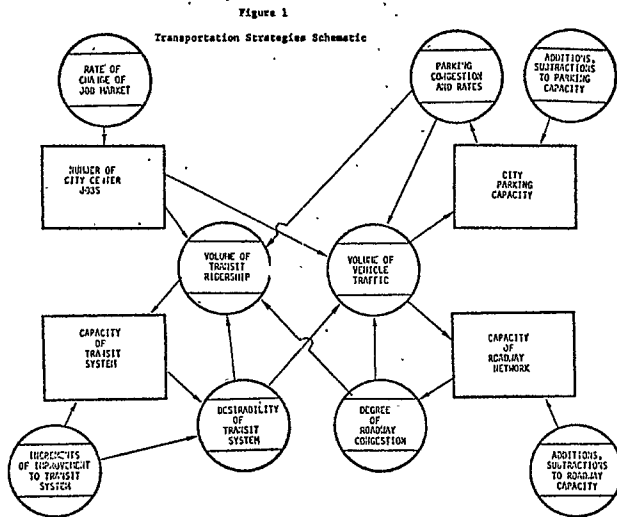 Figure 1
Transportation Strategies Schematic
RATE OF
CHANGE OF
JOB MARKET
PARKING
CONGESTION
AND RATES
ADDITIONS,
SUBTRACTIONS
TO PARKING
CAPACITY
NUMBER OF
CITY CENTER
JOBS
CITY
PARKING
CAPACITY
VOLUME OF
TRANSIT
RIDERSHIP
VOLUME OF
VEHICLE
TRAFFIC
CAPACITY
OF
TRANSIT
SYSTEM
CAPACITY
OF
ROADWAY
NETWORK
DESIRABILITY
OF
TRANSIT
SYSTEM
DEGREE
OF
ROADWAY
CONGESTION
INCREMENTS
OF IMPROVEMENT
TO TRANSIT
SYSTEM
ADDITIONS,
SUBTRACTIONS
TO ROADWAY
CAPACITY